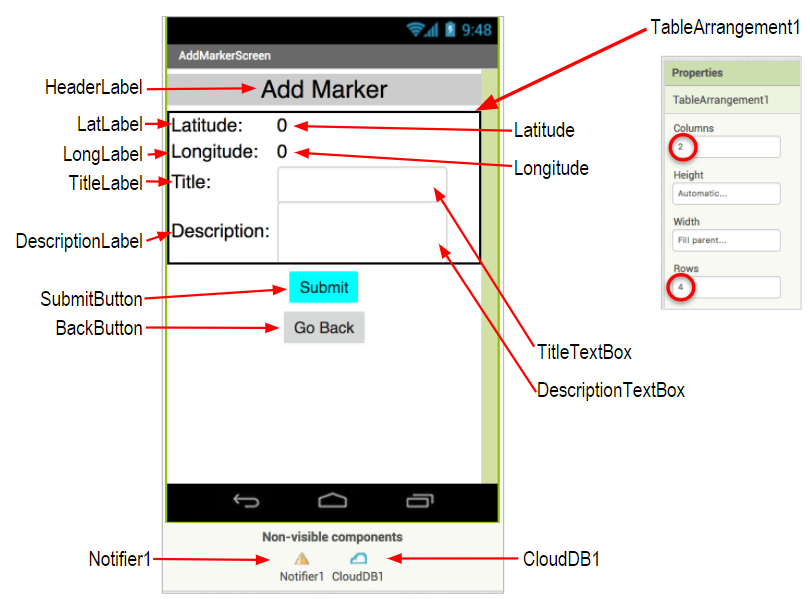 TableArrangement1
9:48
AddMarkerScreen
HeaderLabel
Add Marker
LatLabel
Latitude: 0
Latitude
LongLabel
Longitude: 0
Longitude
TitleLabel
Title:
DescriptionLabel
Description:
SubmitButton
Submit
BackButton
Go Back
TitleTextBox
DescriptionTextBox
Non-visible components
Notifier1
Notifier1 CloudDB1
CloudDB1
Properties
TableArrangement1
Columns
2
Height
Automatic...
Width
Fill parent...
Rows
4